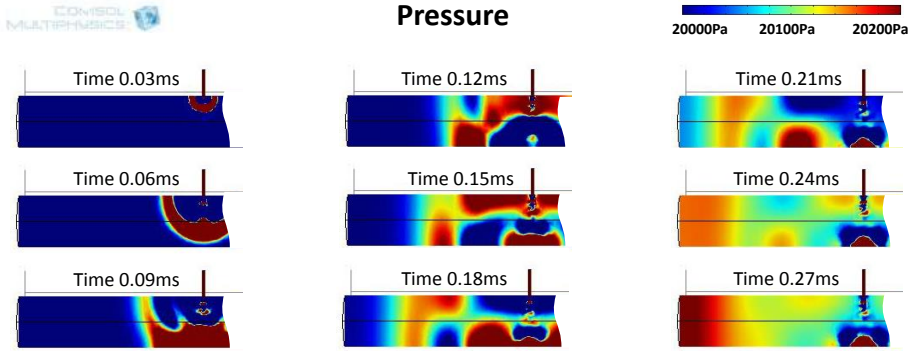 COMSOL
MULTIPHYSICS
Pressure
20000Pa 20100Pa 20200Pa
Time 0.03ms
Time 0.12ms
Time 0.21ms
Time 0.06ms
Time 0.15ms
Time 0.24ms
Time 0.09ms
Time 0.18ms
Time 0.27ms